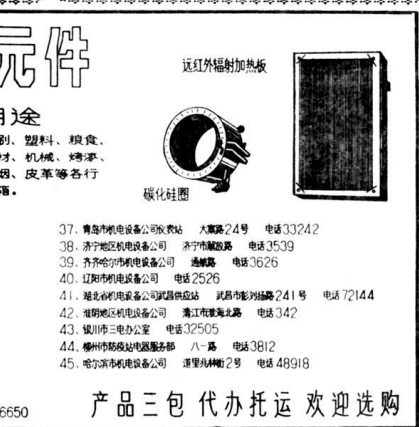 元件
远红外辐射加热板
用途
刷、塑料、粮食、
材、机械、烤漆、
烟、皮革等各行
箱。
碳化硅圈
37. 青岛市机电设备公司仪表站 大窑路24号 电话33242
38. 济宁地区机电设备公司 济宁市解放路 电话3539
39. 齐齐哈尔市机电设备公司 通航路 电话3626
40. 辽阳市机电设备公司 电话2526
41. 湖北省机电设备公司武昌供应站 武昌市彭刘杨路241号 电话72144
42. 淮阴地区机电设备公司 清江市淮海北路 电话342
43. 银川市三电办公室 电话32505
44. 柳州市防疫站电器服务部 八一路 电话3812
45. 哈尔滨市机电设备公司 道里北林街2号 电话48918
6650
产品三包 代办托运 欢迎选购